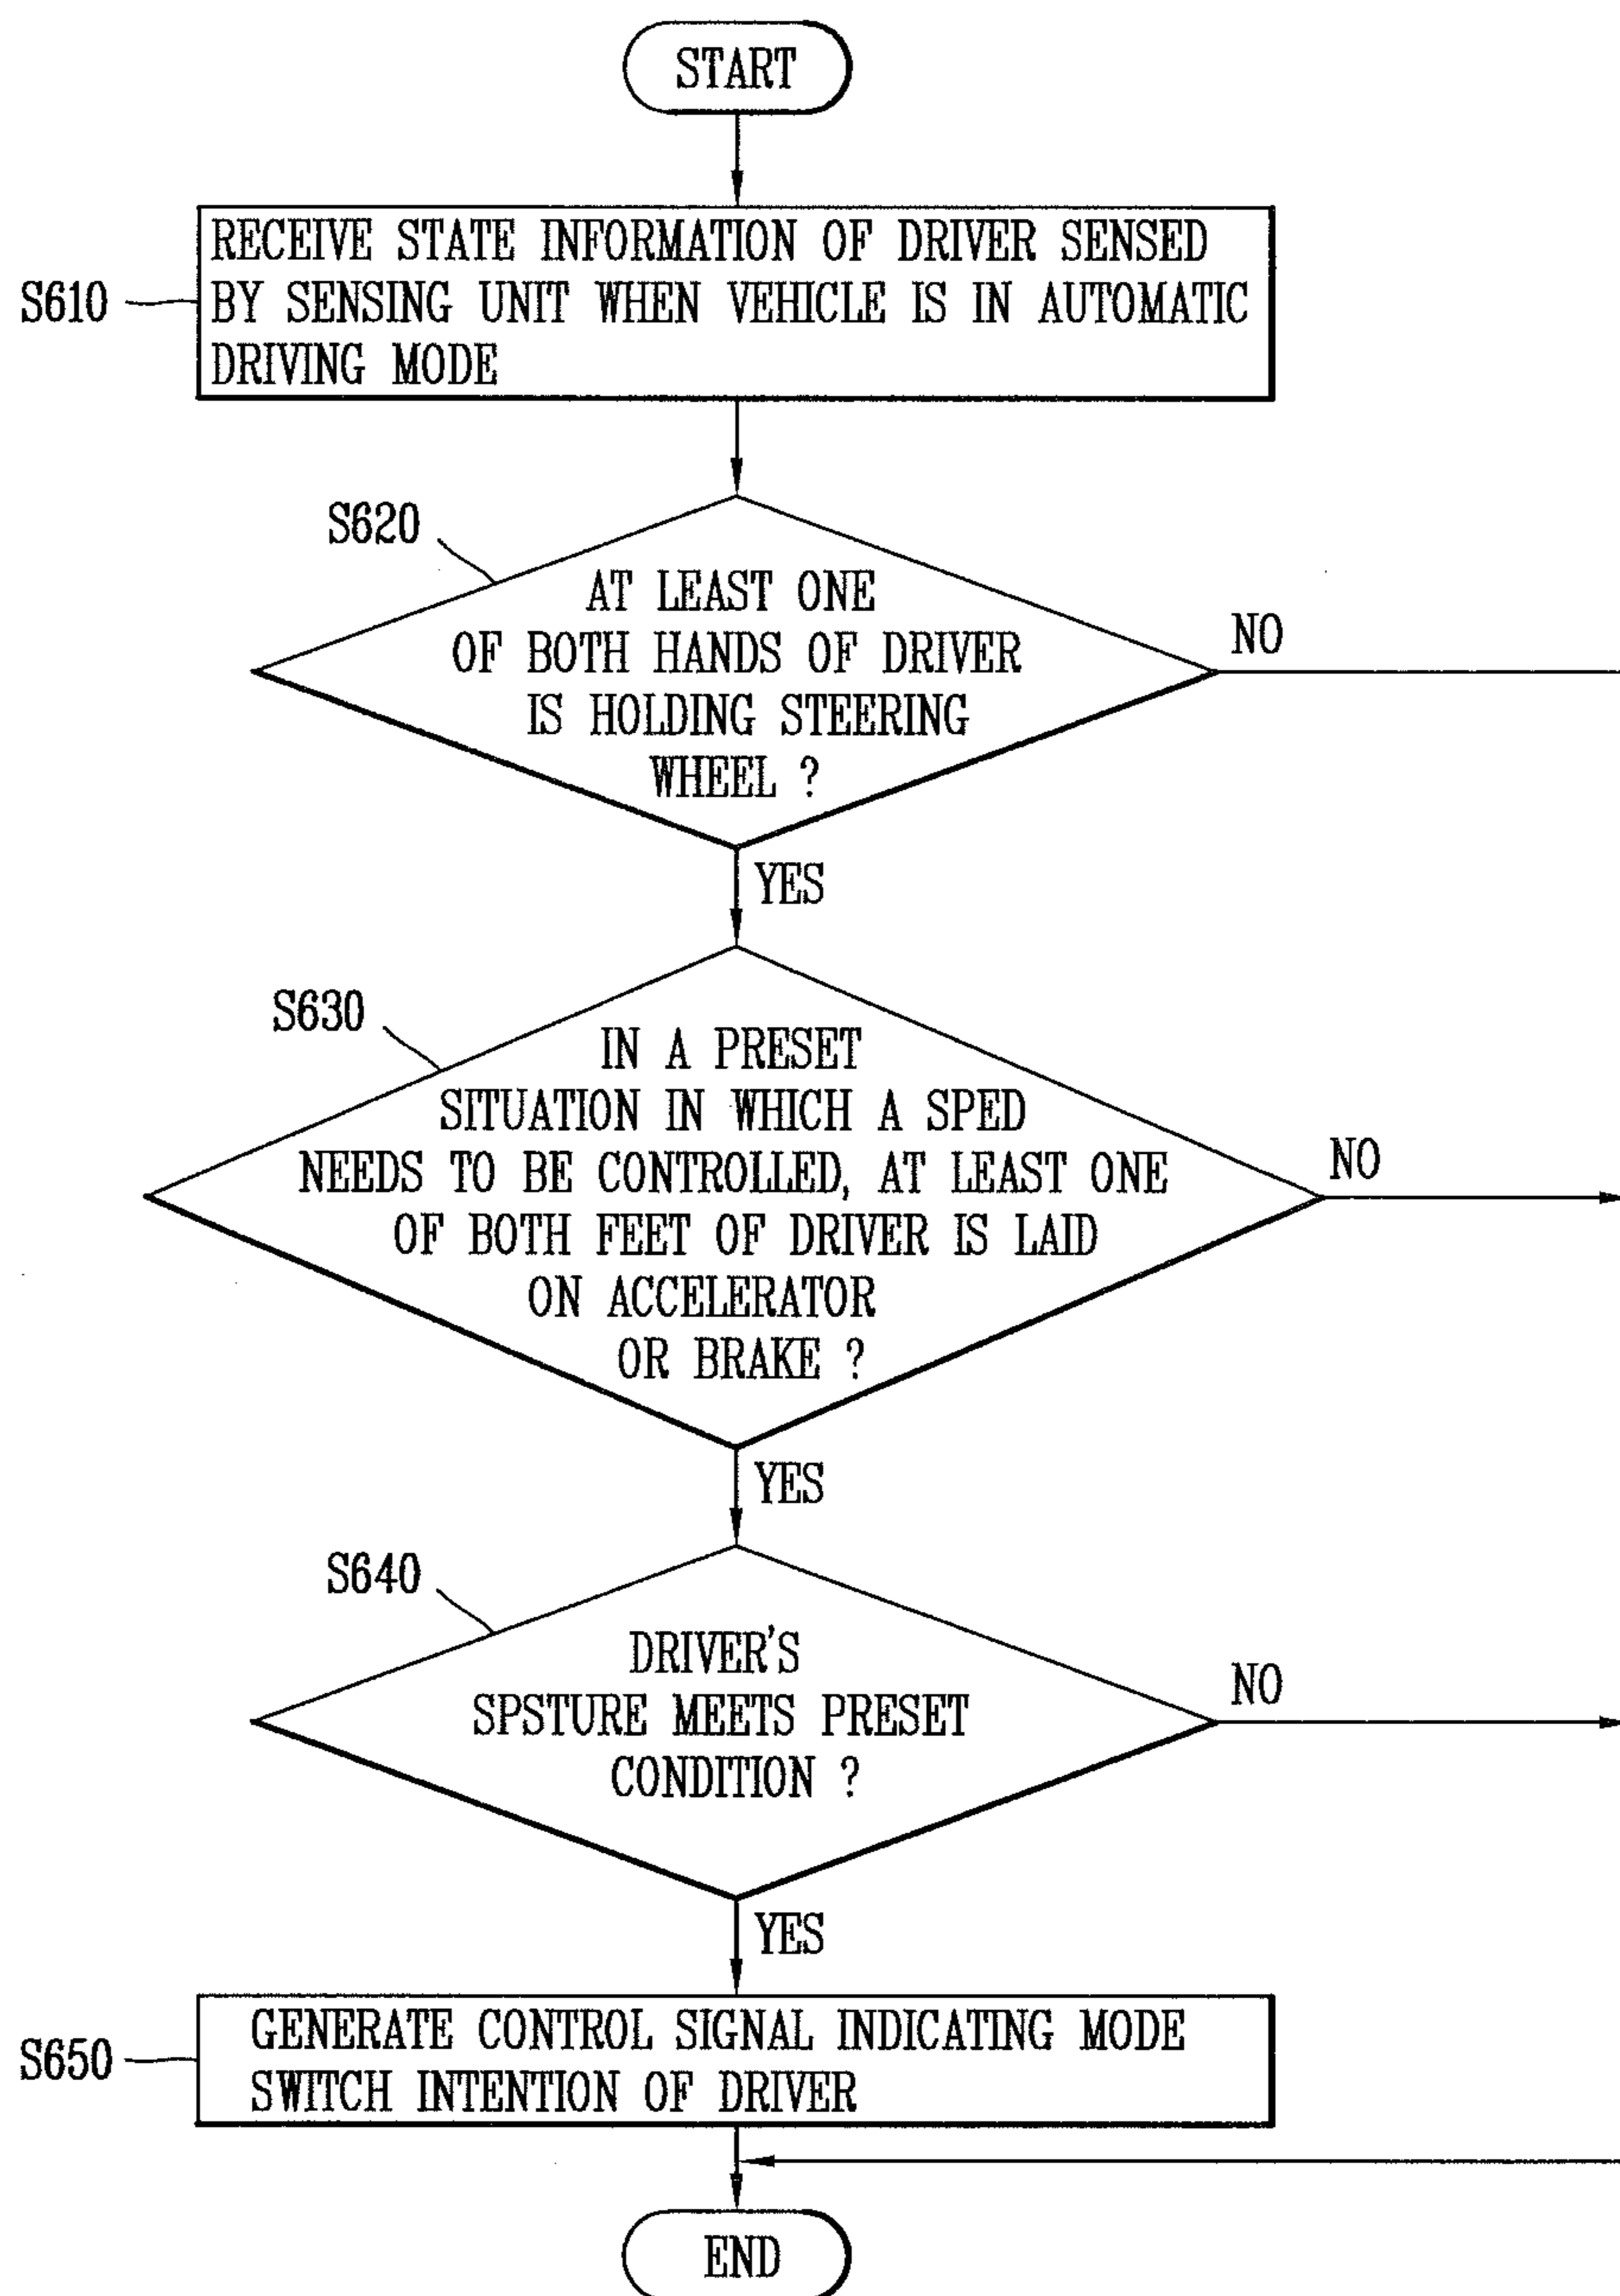 START
S610
RECEIVE STATE INFORMATION OF DRIVER SENSED
BY SENSING UNIT WHEN VEHICLE IS IN AUTOMATIC
DRIVING MODE
S620
AT LEAST ONE
OF BOTH HANDS OF DRIVER
IS HOLDING STEERING
WHEEL ?
NO
YES
S630
IN A PRESET
SITUATION IN WHICH A SPED
NEEDS TO BE CONTROLLED, AT LEAST ONE
OF BOTH FEET OF DRIVER IS LAID
ON ACCELERATOR
OR BRAKE ?
NO
YES
S640
DRIVER'S
SPSTURE MEETS PRESET
CONDITION ?
NO
YES
S650
GENERATE CONTROL SIGNAL INDICATING MODE
SWITCH INTENTION OF DRIVER
END